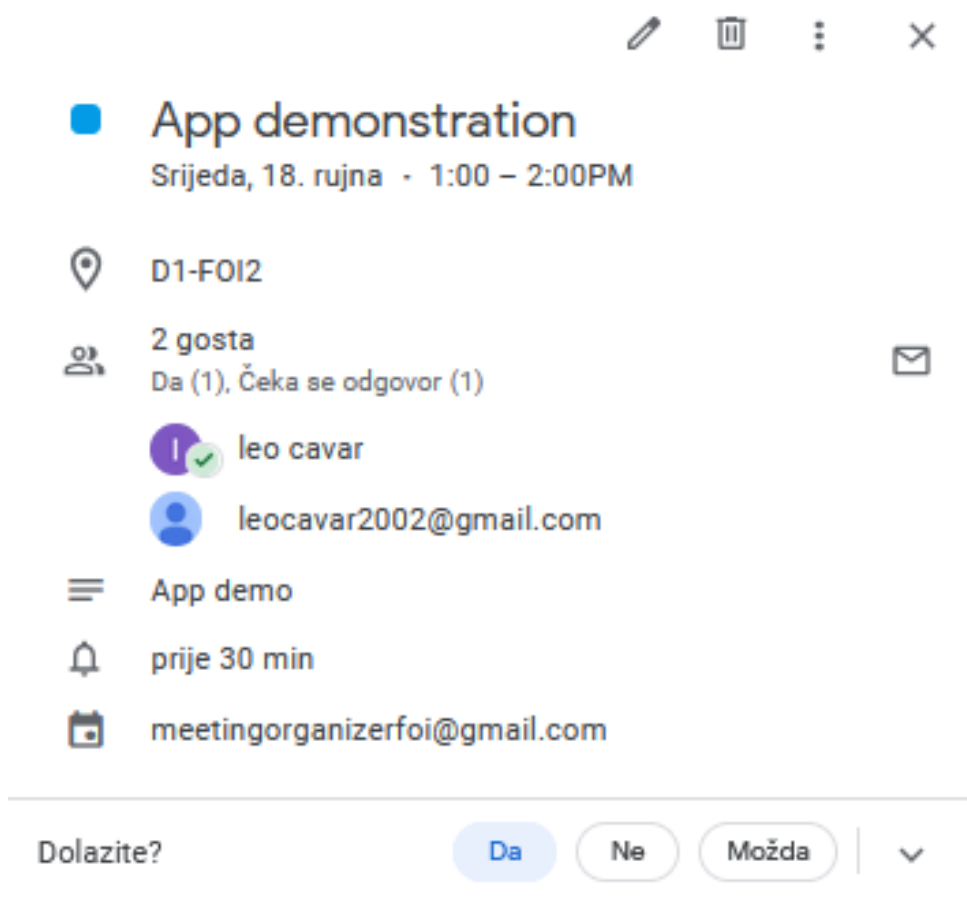 App demonstration
Srijeda, 18. rujna · 1:00 – 2:00PM
D1-FOI2
2 gosta
Da (1), Čeka se odgovor (1)
l
leo cavar
leocavar2002@gmail.com
App demo
prije 30 min
meetingorganizerfoi@gmail.com
Dolazite?
Da
Ne
Možda